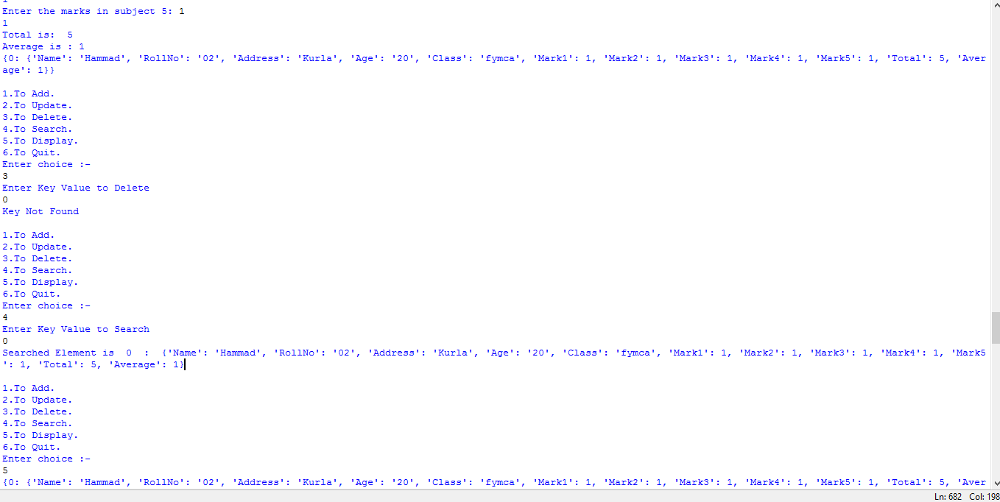 Enter the marks in subject 5: 1
1
Total is:  5
Average is : 1
{0: {'Name': 'Hammad', 'RollNo': '02', 'Address': 'Kurla', 'Age': '20', 'Class': 'fymca', 'Mark1': 1, 'Mark2': 1, 'Mark3': 1, 'Mark4': 1, 'Mark5': 1, 'Total': 5, 'Aver
age': 1}}
1.To Add.
2.To Update.
3.To Delete.
4.To Search.
5.To Display.
6.To Quit.
Enter choice :-
3
Enter Key Value to Delete
0
Key Not Found
1.To Add.
2.To Update.
3.To Delete.
4.To Search.
5.To Display.
6.To Quit.
Enter choice :-
4
Enter Key Value to Search
0
Searched Element is  0  :  {'Name': 'Hammad', 'RollNo': '02', 'Address': 'Kurla', 'Age': '20', 'Class': 'fymca', 'Mark1': 1, 'Mark2': 1, 'Mark3': 1, 'Mark4': 1, 'Mark5
': 1, 'Total': 5, 'Average': 1}
1.To Add.
2.To Update.
3.To Delete.
4.To Search.
5.To Display.
6.To Quit.
Enter choice :-
5
{0: {'Name': 'Hammad', 'RollNo': '02', 'Address': 'Kurla', 'Age': '20', 'Class': 'fymca', 'Mark1': 1, 'Mark2': 1, 'Mark3': 1, 'Mark4': 1, 'Mark5': 1, 'Total': 5, 'Aver
Ln: 682 Col: 198